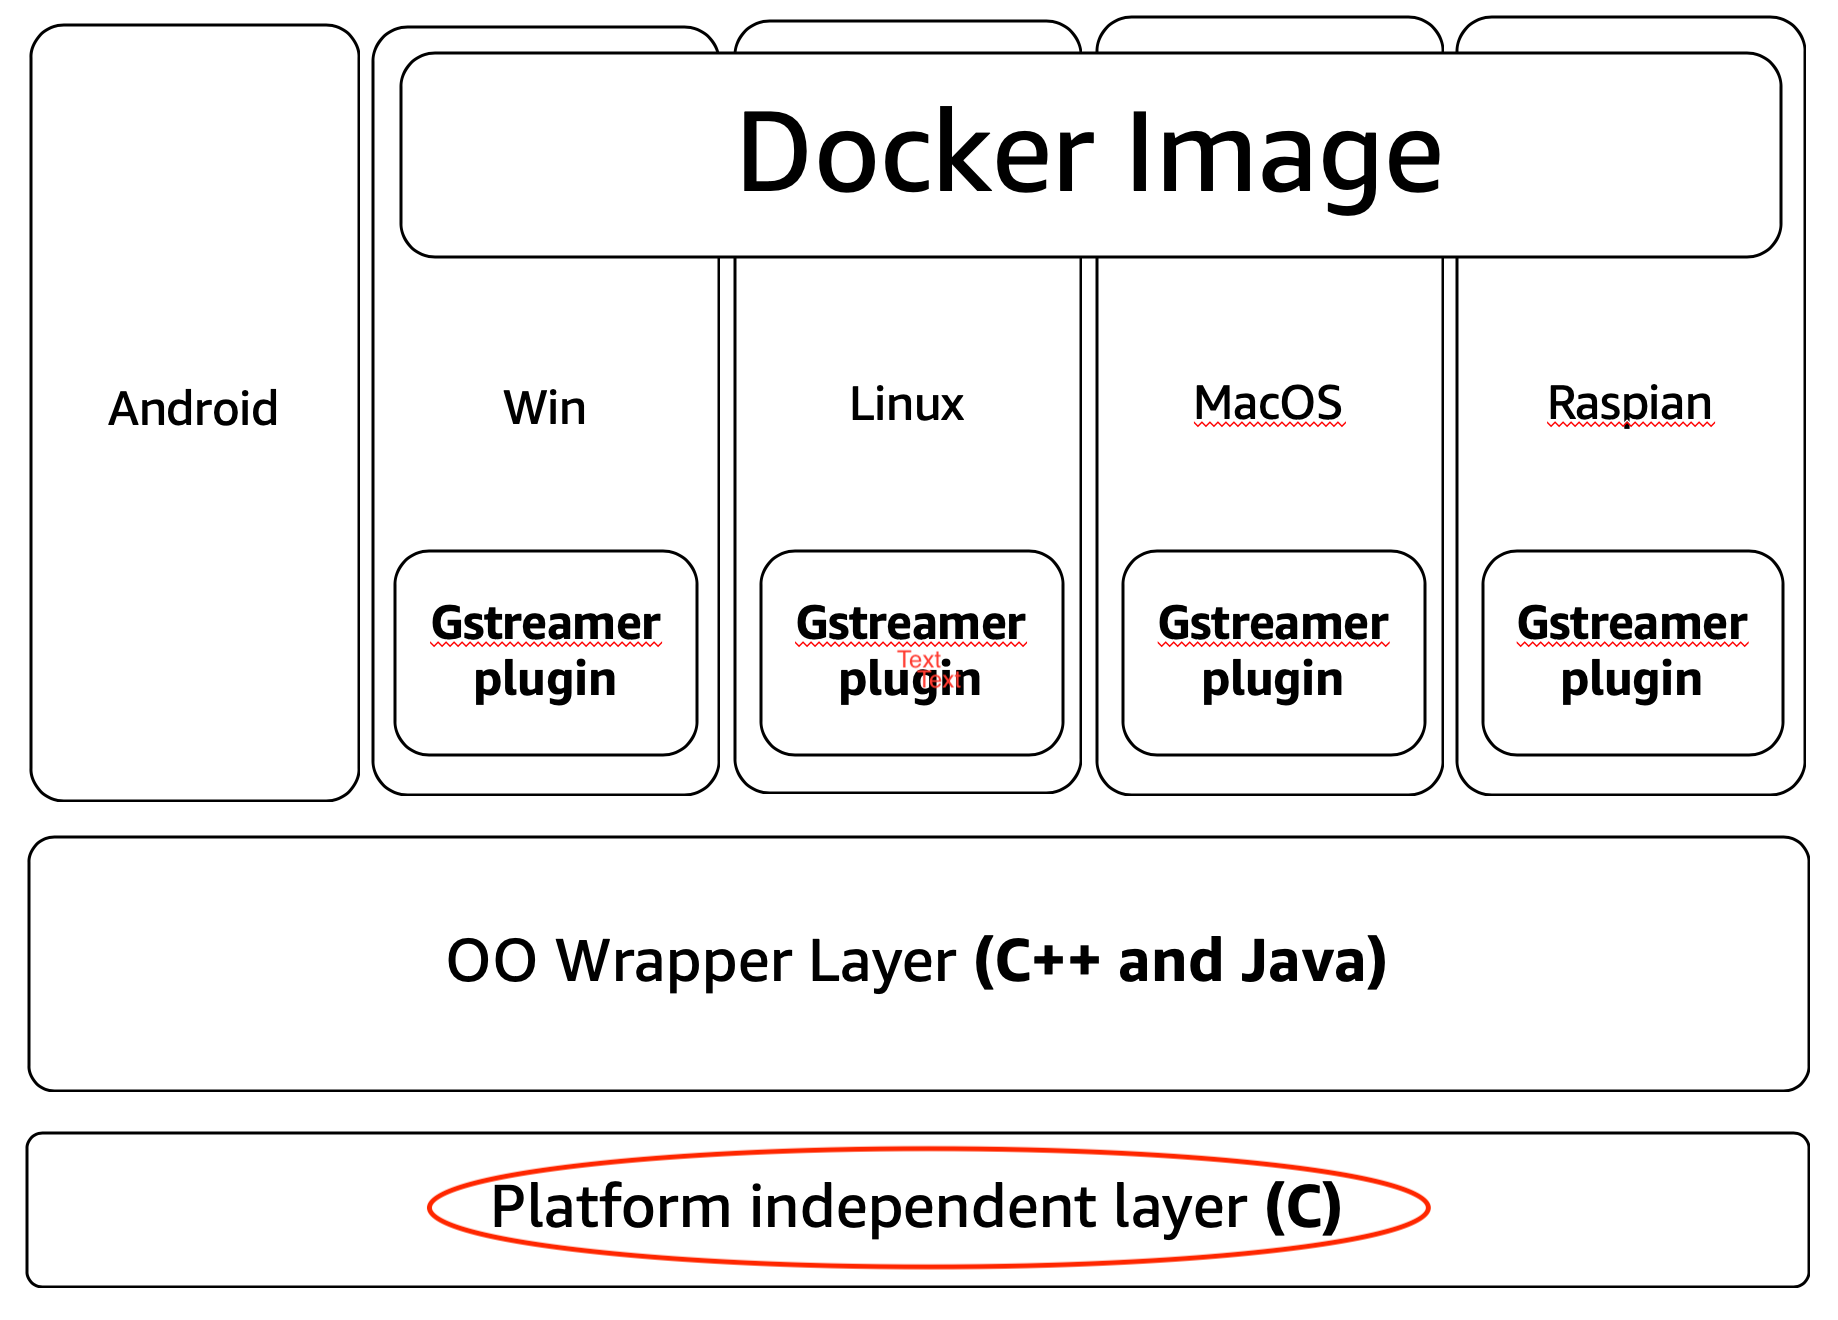 Docker Image
Android
Win
Linux
MacOS
Raspian
Gstreamer
plugin
Gstreamer
plugin
Text
Text
Gstreamer
plugin
Gstreamer
plugin
OO Wrapper Layer (C++ and Java)
Platform independent layer (C)